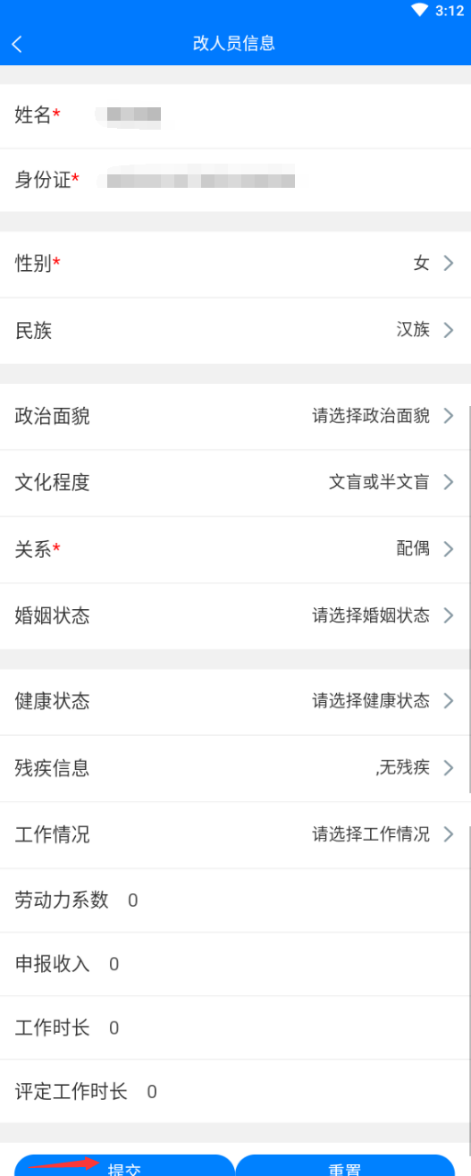 3:12
改人员信息
姓名*
身份证*
性别* 女
民族 汉族
政治面貌 请选择政治面貌
文化程度 文盲或半文盲
关系* 配偶
婚姻状态 请选择婚姻状态
健康状态 请选择健康状态
残疾信息 ,无残疾
工作情况 请选择工作情况
劳动力系数 0
申报收入 0
工作时长 0
评定工作时长 0
提交 重置